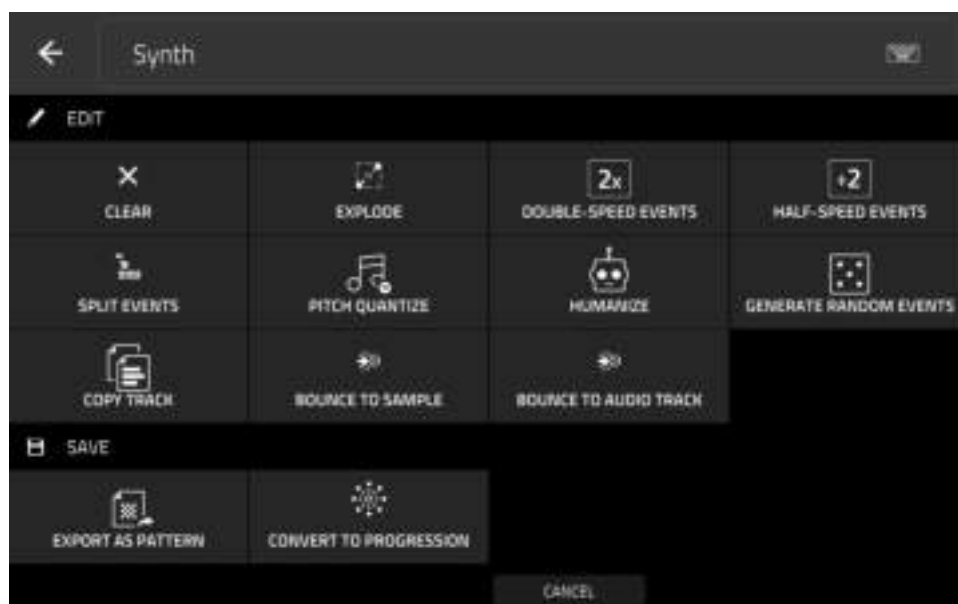 Synth
EDIT
CLEAR
EXPLODE
2x
DOUBLE-SPEED EVENTS
÷2
HALF-SPEED EVENTS
SPLIT EVENTS
PITCH QUANTIZE
HUMANIZE
GENERATE RANDOM EVENTS
COPY TRACK
BOUNCE TO SAMPLE
BOUNCE TO AUDIO TRACK
SAVE
EXPORT AS PATTERN
CONVERT TO PROGRESSION
CANCEL